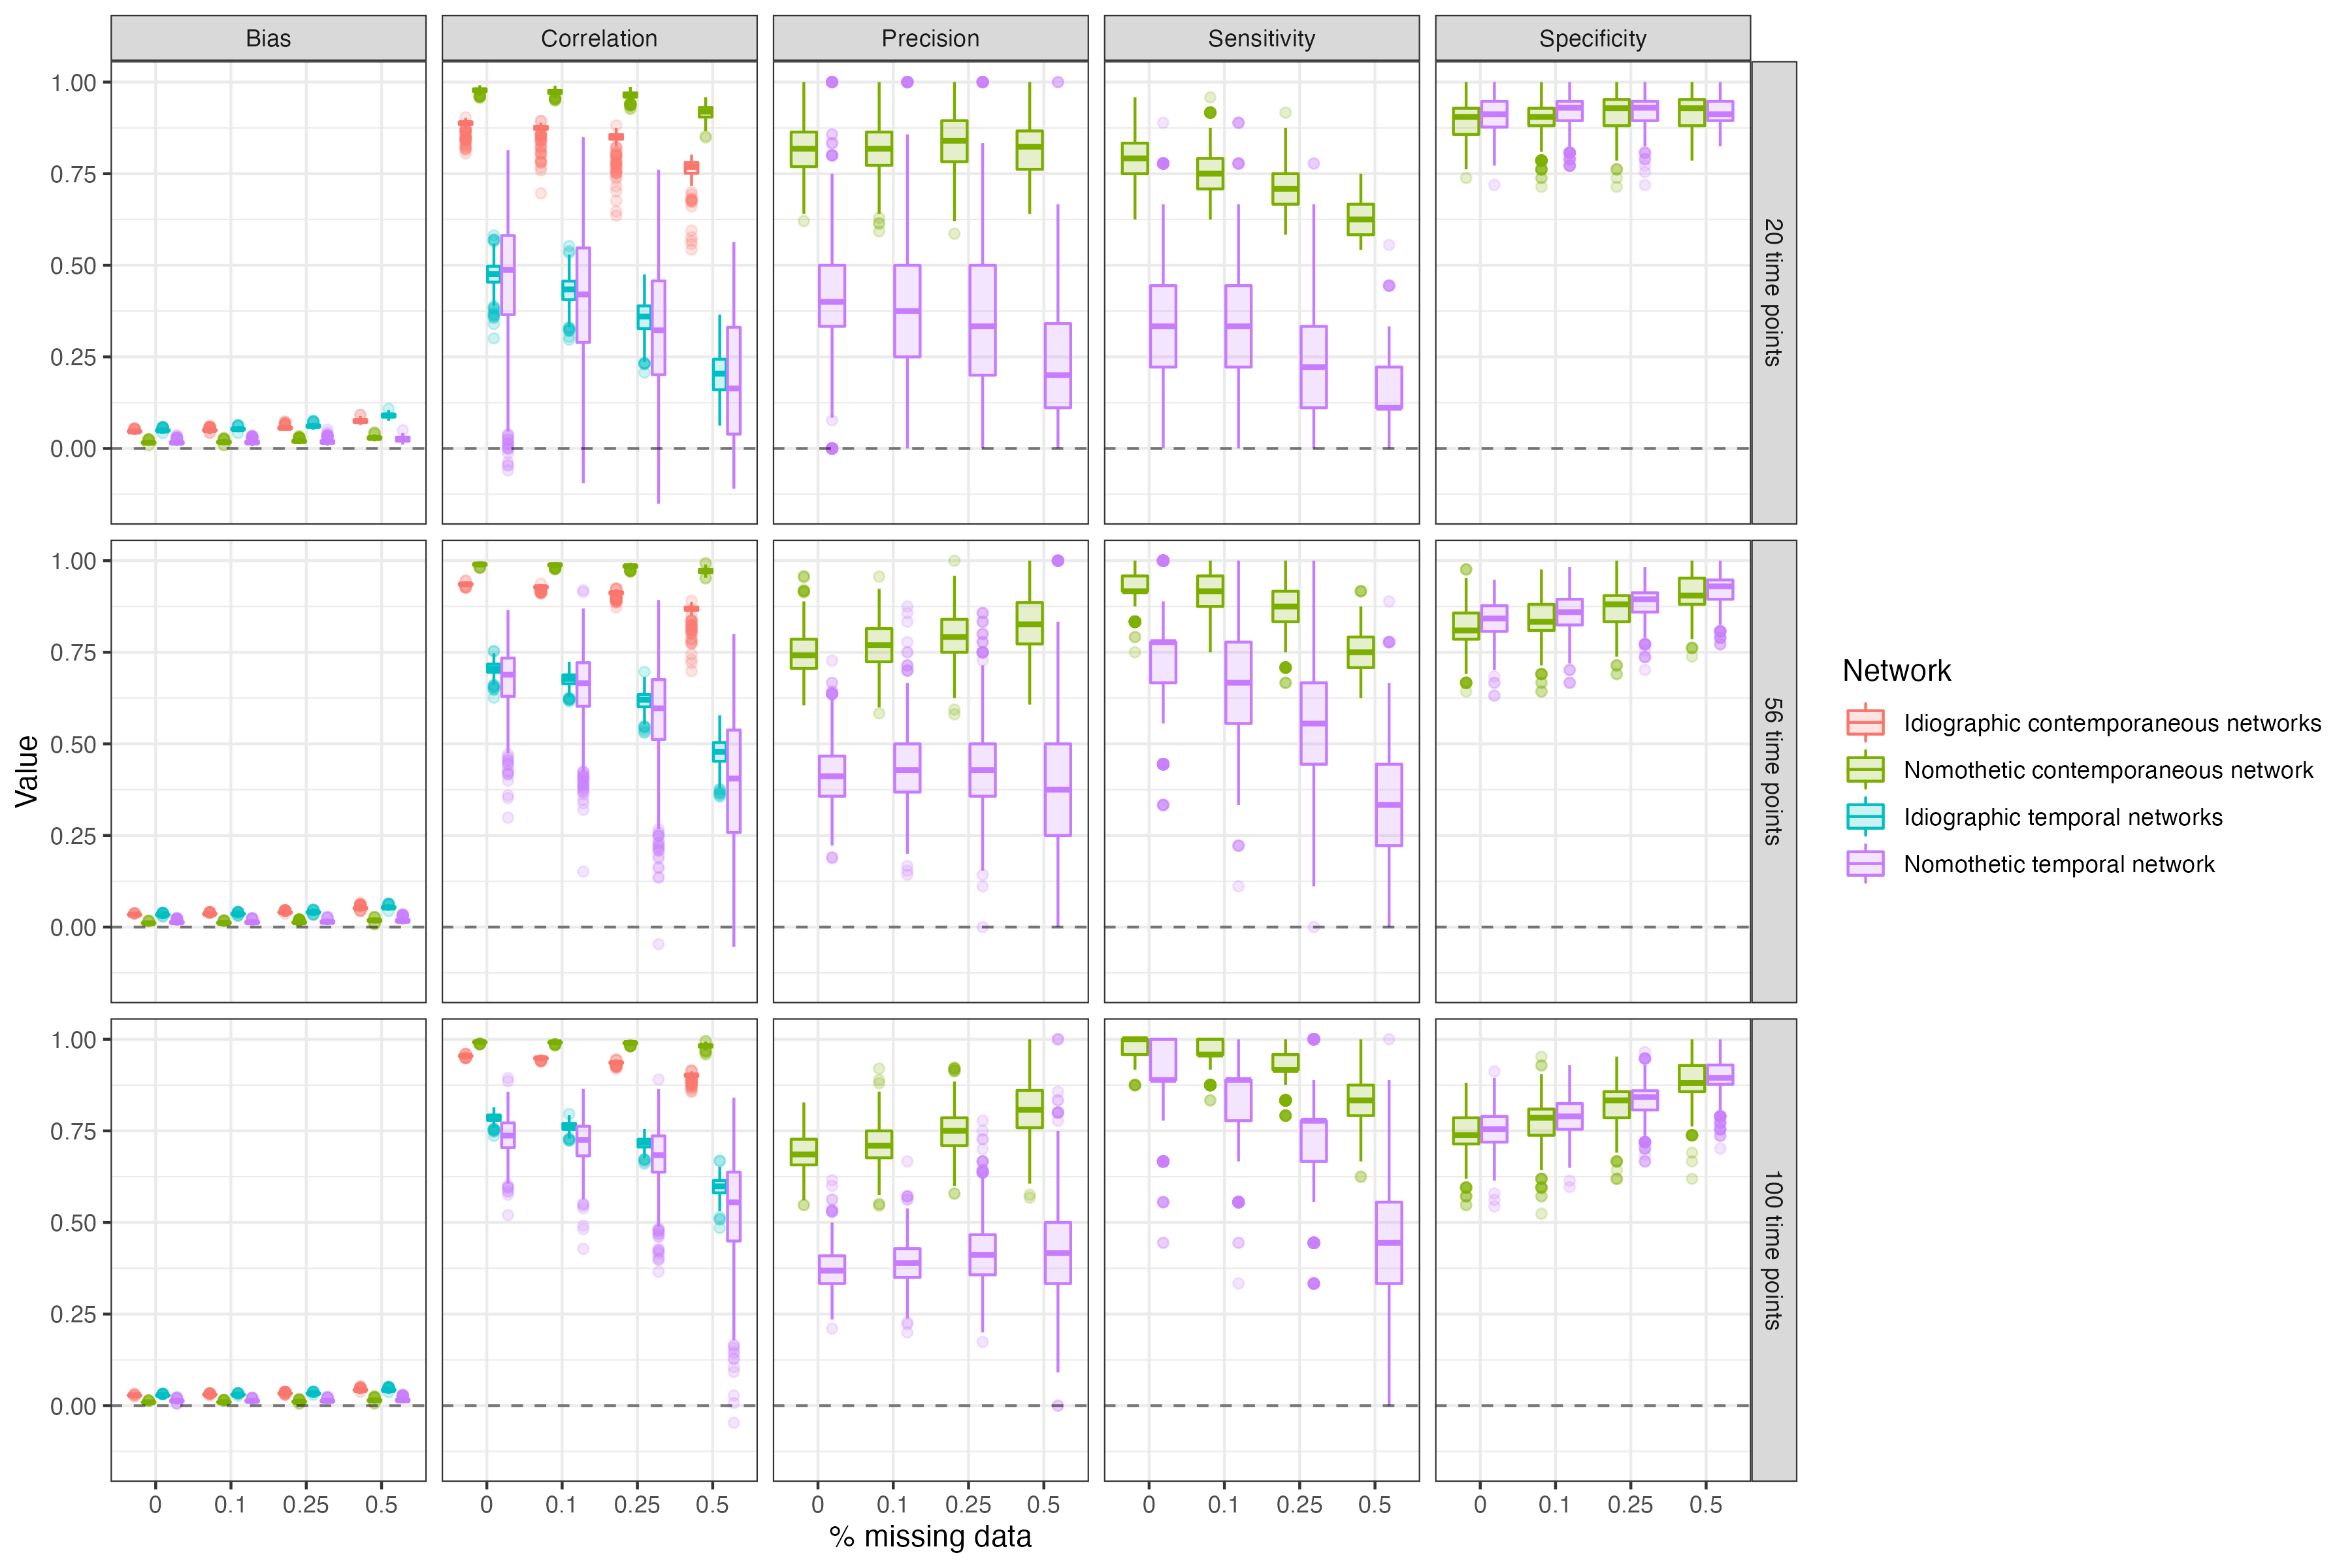 Bias Correlation Precision Sensitivity Specificity
1.00
0.75
0.50
0.25
0.00
20 time points
1.00
0.75
0.50
0.25
0.00
56 time points
1.00
0.75
0.50
0.25
0.00
100 time points
Value
0 0.1 0.25 0.5 0 0.1 0.25 0.5 0 0.1 0.25 0.5 0 0.1 0.25 0.5 0 0.1 0.25 0.5
% missing data
Network
Idiographic contemporaneous networks
Nomothetic contemporaneous network
Idiographic temporal networks
Nomothetic temporal network